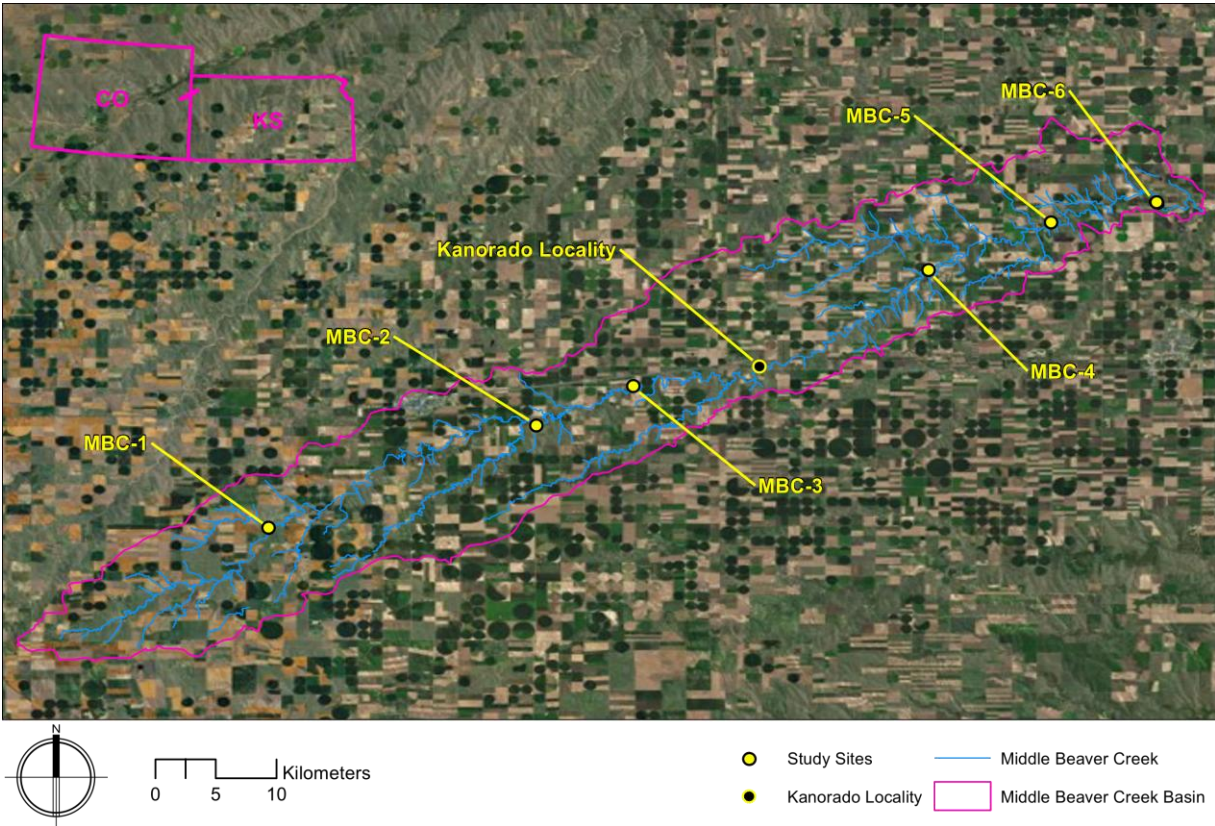 CO
KS
MBC-6
MBC-5
Kanorado Locality
MBC-2
MBC-4
MBC-1
MBC-3
N
Kilometers
0 5 10
Study Sites
Middle Beaver Creek
Kanorado Locality
Middle Beaver Creek Basin